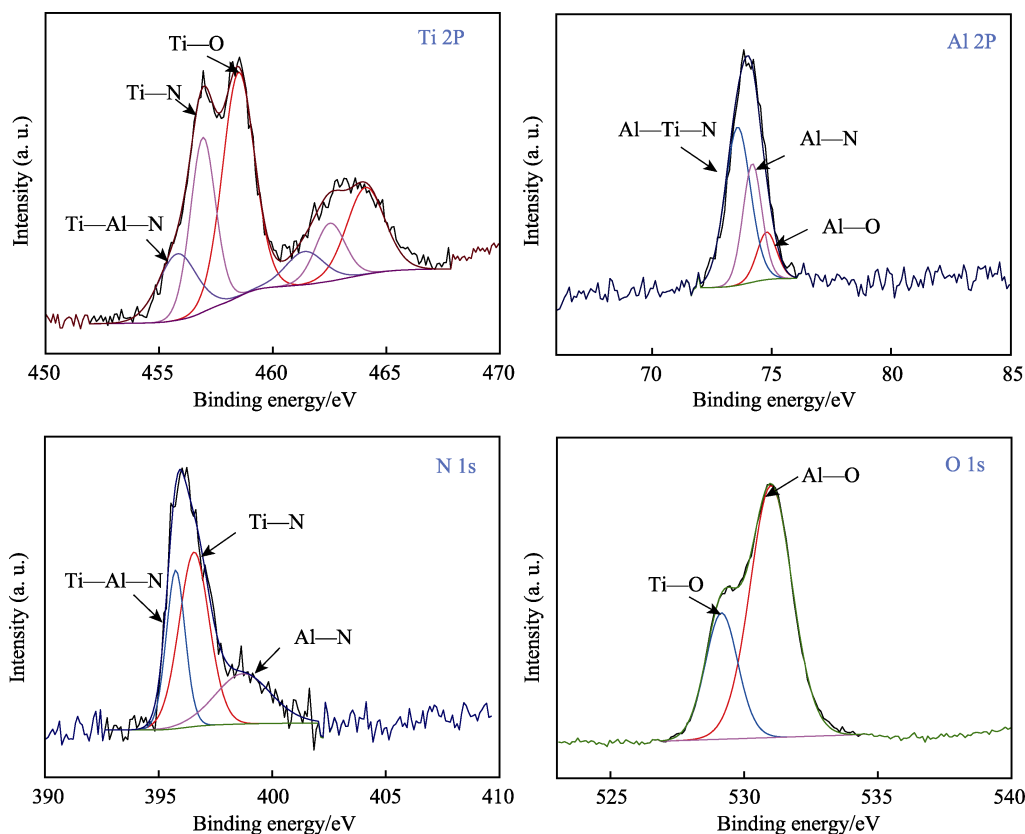 Ti 2P
Ti—O
Ti—N
Ti—Al—N
Intensity (a. u.)
450 455 460 465 470
Binding energy/eV
Al 2P
Al—Ti—N
Al—N
Al—O
Intensity (a. u.)
70 75 80 85
Binding energy/eV
N 1s
Ti—N
Ti—Al—N
Al—N
Intensity (a. u.)
390 395 400 405 410
Binding energy/eV
O 1s
Al—O
Ti—O
Intensity (a. u.)
525 530 535 540
Binding energy/eV